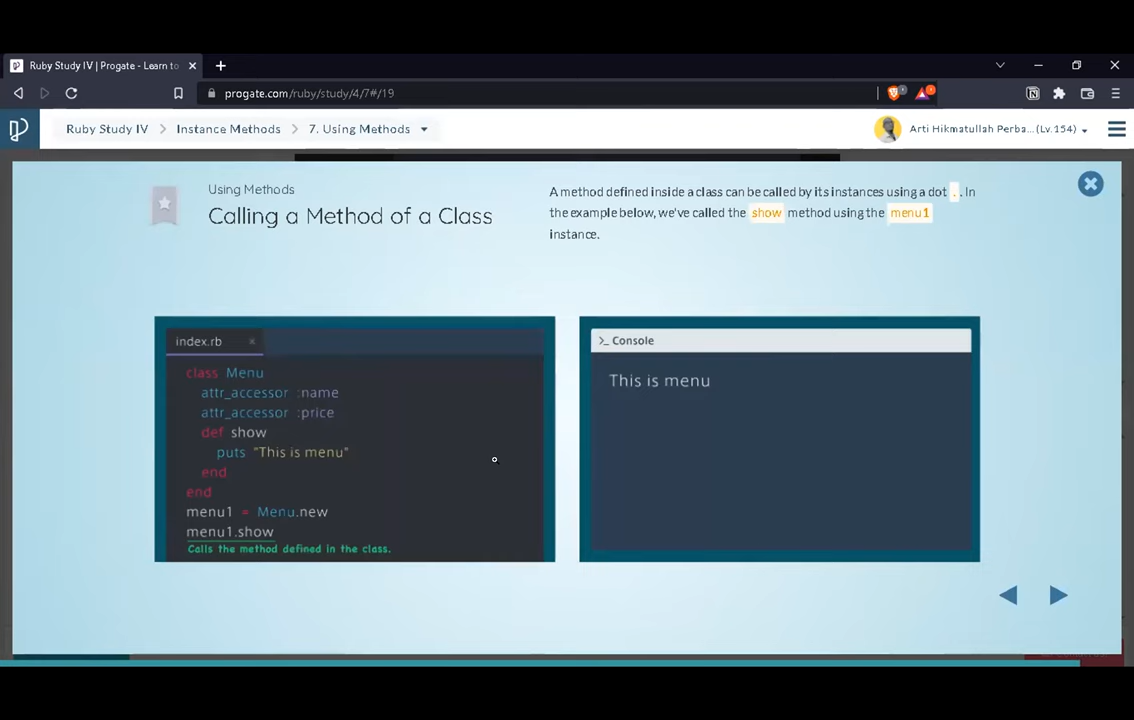 Ruby Study IV | Progate - Learn to
progate.com/ruby/study/4/7#/19
Ruby Study IV
Instance Methods
7. Using Methods
Arti Hikmatullah Perba...(Lv.154)
Using Methods
Calling a Method of a Class
A method defined inside a class can be called by its instances using a dot . . In
the example below, we've called the show method using the menu1
instance.
index.rb
class Menu
attr_accessor :name
attr_accessor :price
def show
puts "This is menu"
end
end
menu1 = Menu.new
menu1.show
Calls the method defined in the class.
>_ Console
This is menu